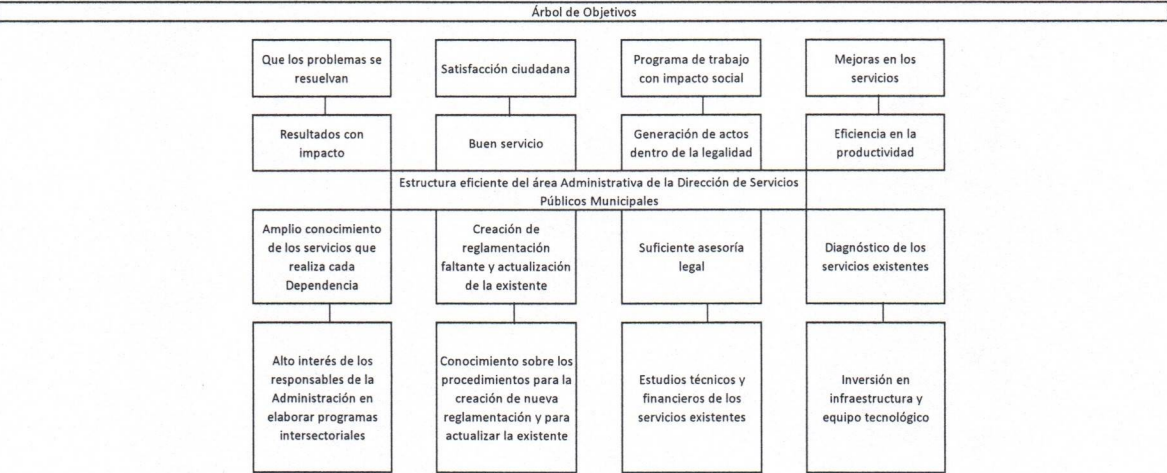 Árbol de Objetivos
Que los problemas se
resuelvan
Satisfacción ciudadana
Programa de trabajo
con impacto social
Mejoras en los
servicios
Resultados con
impacto
Buen servicio
Generación de actos
dentro de la legalidad
Eficiencia en la
productividad
Estructura eficiente del área Administrativa de la Dirección de Servicios
Públicos Municipales
Amplio conocimiento
de los servicios que
realiza cada
Dependencia
Creación de
reglamentación
faltante y actualización
de la existente
Suficiente asesoría
legal
Diagnóstico de los
servicios existentes
Alto interés de los
responsables de la
Administración en
elaborar programas
intersectoriales
Conocimiento sobre los
procedimientos para la
creación de nueva
reglamentación y para
actualizar la existente
Estudios técnicos y
financieros de los
servicios existentes
Inversión en
infraestructura y
equipo tecnológico